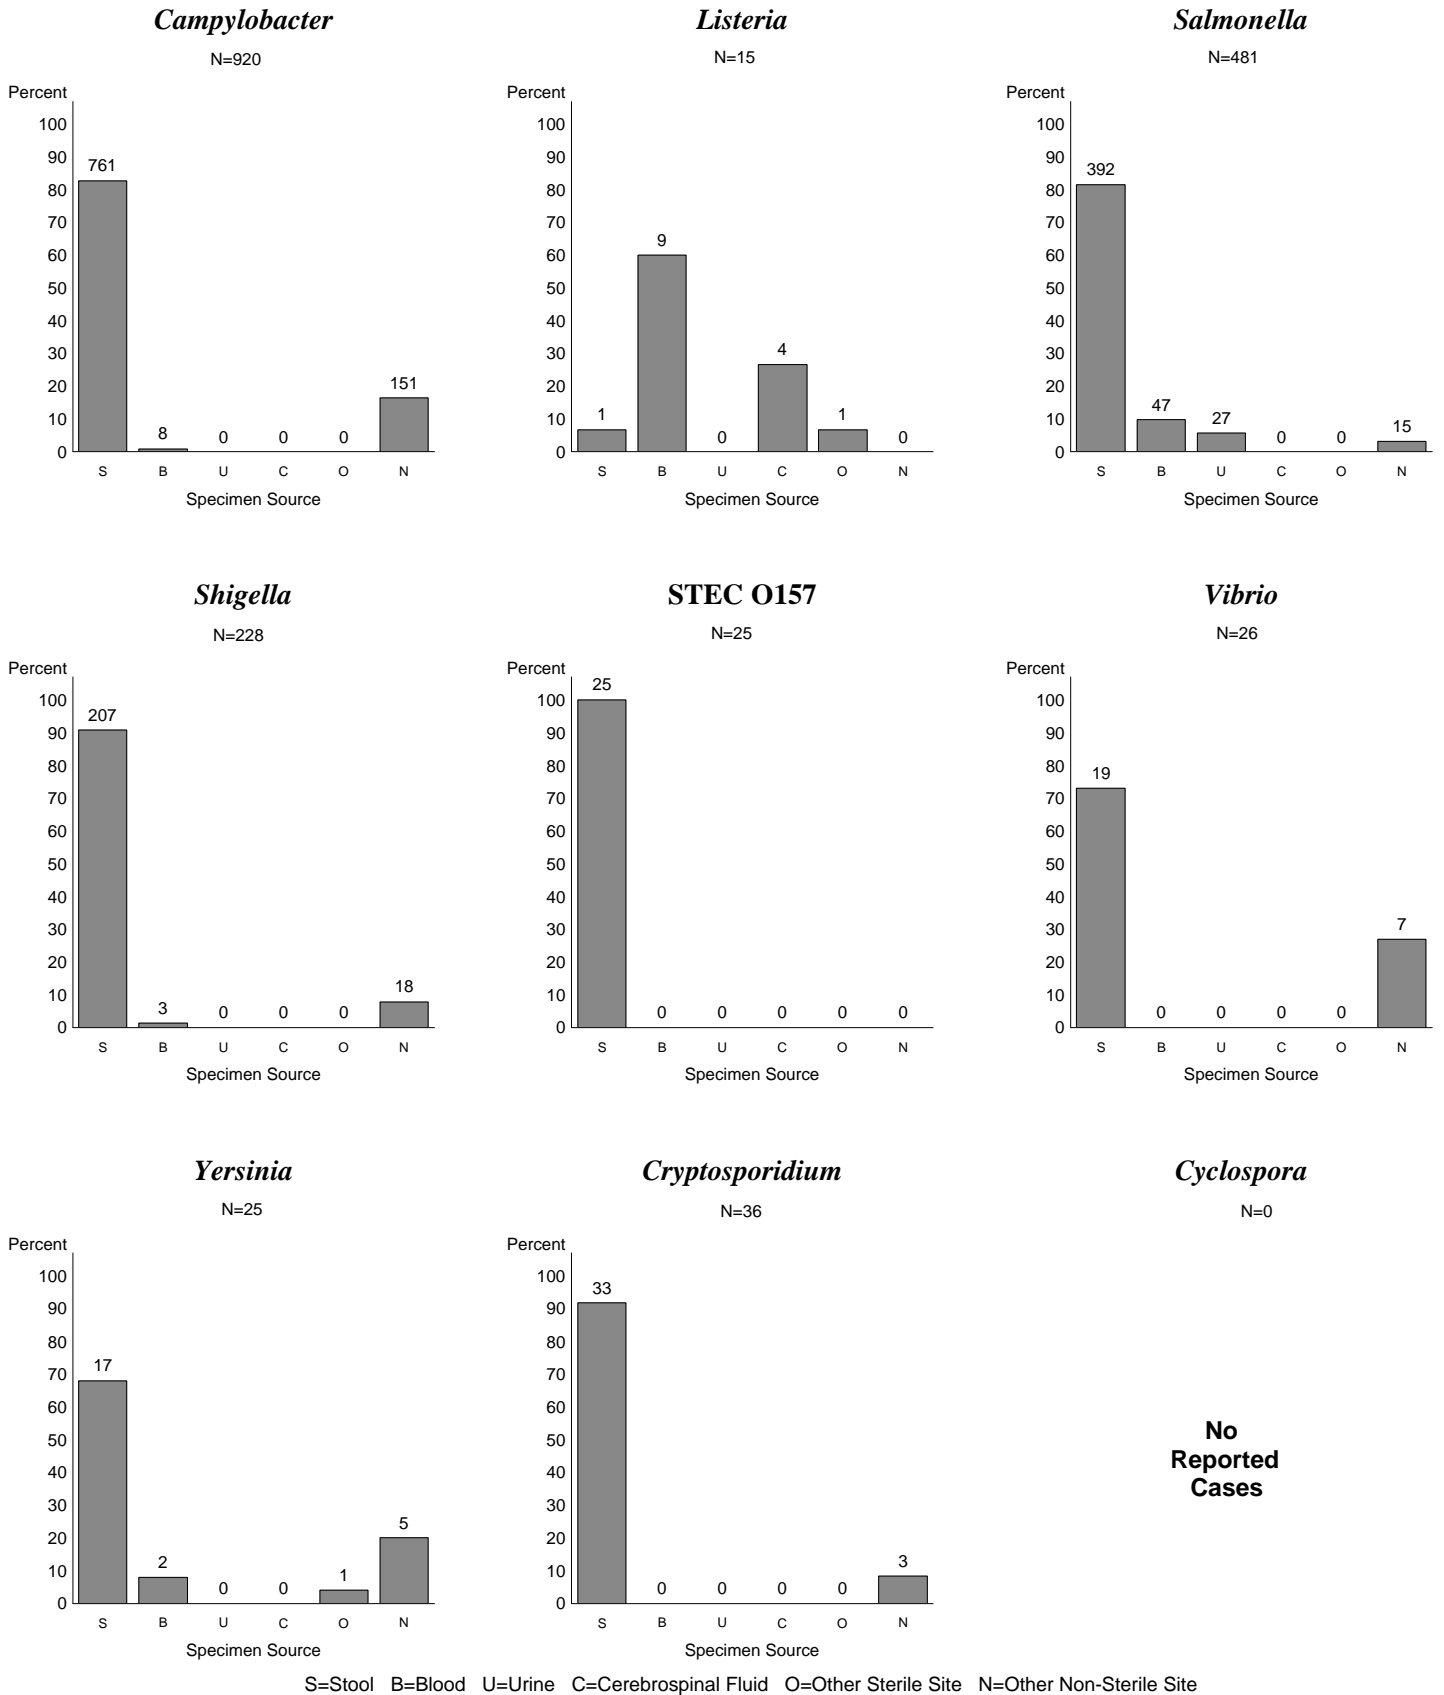 Campylobacter
N=920
Percent
100
90
80
70
60
50
40
30
20
10
0
761
8
0
0
0
151
S B U C O N
Specimen Source
Listeria
N=15
Percent
100
90
80
70
60
50
40
30
20
10
0
1
9
0
4
1
0
S B U C O N
Specimen Source
Salmonella
N=481
Percent
100
90
80
70
60
50
40
30
20
10
0
392
47
27
0
0
15
S B U C O N
Specimen Source
Shigella
N=228
Percent
100
90
80
70
60
50
40
30
20
10
0
207
3
0
0
0
18
S B U C O N
Specimen Source
STEC O157
N=25
Percent
100
90
80
70
60
50
40
30
20
10
0
25
0
0
0
0
0
S B U C O N
Specimen Source
Vibrio
N=26
Percent
100
90
80
70
60
50
40
30
20
10
0
19
0
0
0
0
7
S B U C O N
Specimen Source
Yersinia
N=25
Percent
100
90
80
70
60
50
40
30
20
10
0
17
2
0
0
1
5
S B U C O N
Specimen Source
Cryptosporidium
N=36
Percent
100
90
80
70
60
50
40
30
20
10
0
33
0
0
0
0
3
S B U C O N
Specimen Source
Cyclospora
N=0
No
Reported
Cases
S=Stool B=Blood U=Urine C=Cerebrospinal Fluid O=Other Sterile Site N=Other Non-Sterile Site